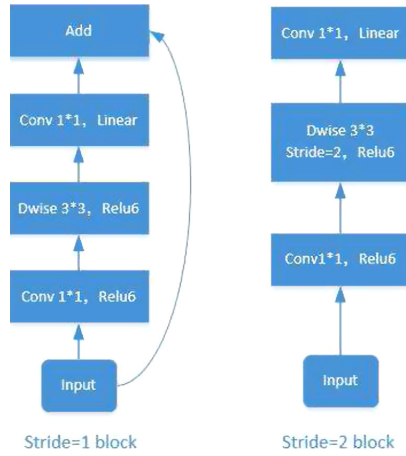 Add
Conv 1*1, Linear
Dwise 3*3, Relu6
Conv 1*1, Relu6
Input
Stride=1 block
Conv 1*1, Linear
Dwise 3*3
Stride=2, Relu6
Conv1*1, Relu6
Input
Stride=2 block